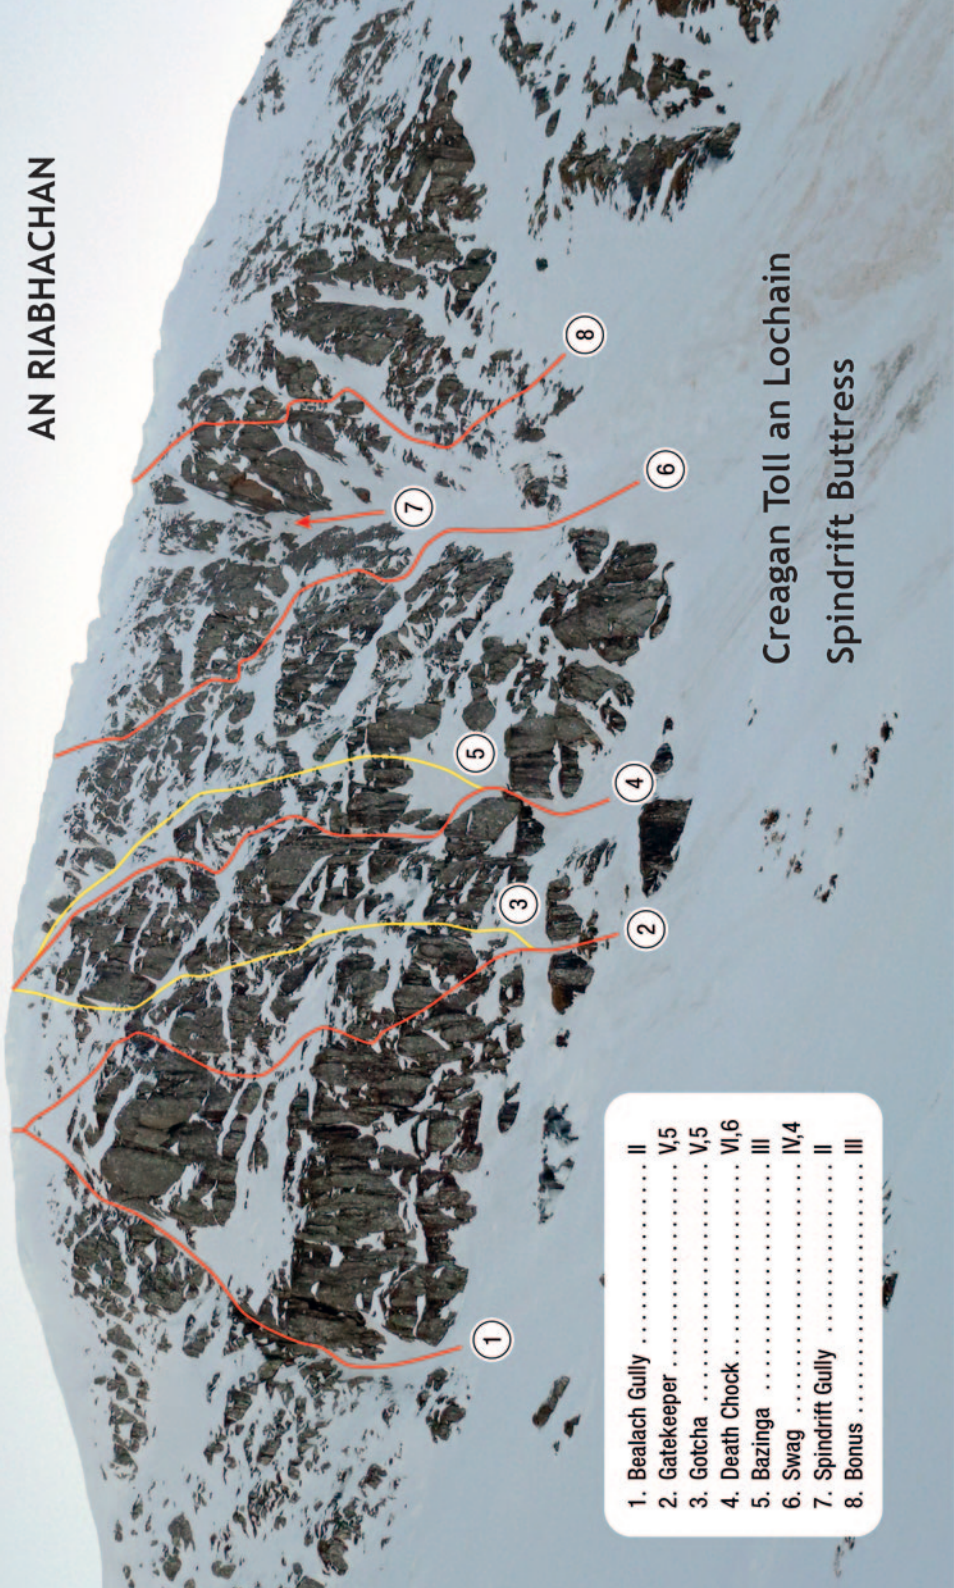 AN RIABHACHAN
8
7
6
5
4
3
2
1
Creagan Toll an Lochain
Spindrift Buttress
1. Bealach Gully .................... II
2. Gatekeeper .................... V,5
3. Gotcha .................... V,5
4. Death Chock .................... VI,6
5. Bazinga .................... III
6. Swag .................... IV,4
7. Spindrift Gully .................... II
8. Bonus .................... III